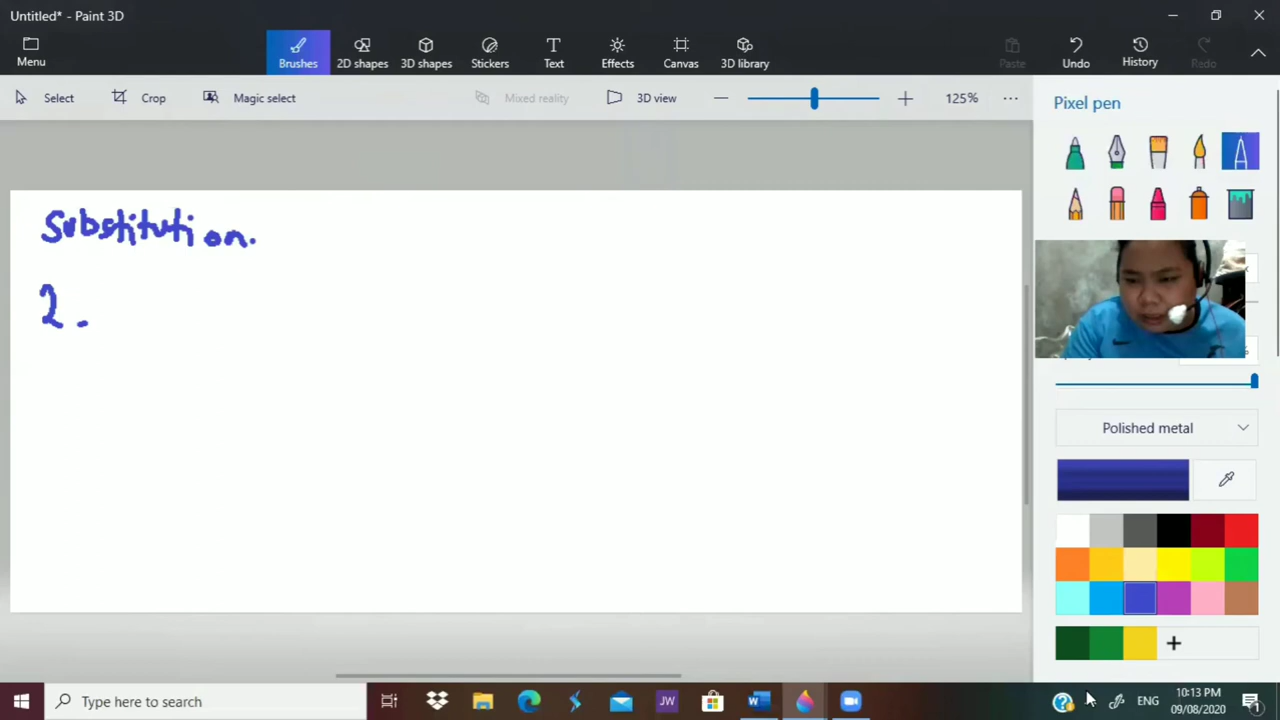 Untitled* - Paint 3D
Menu
Brushes
2D shapes
3D shapes
Stickers
Text
Effects
Canvas
3D library
Paste
Undo
History
Redo
Select
Crop
Magic select
Mixed reality
3D view
125%
Pixel pen
Substitution.
2.
Polished metal
Type here to search
JW
ENG
10:13 PM
09/08/2020
1